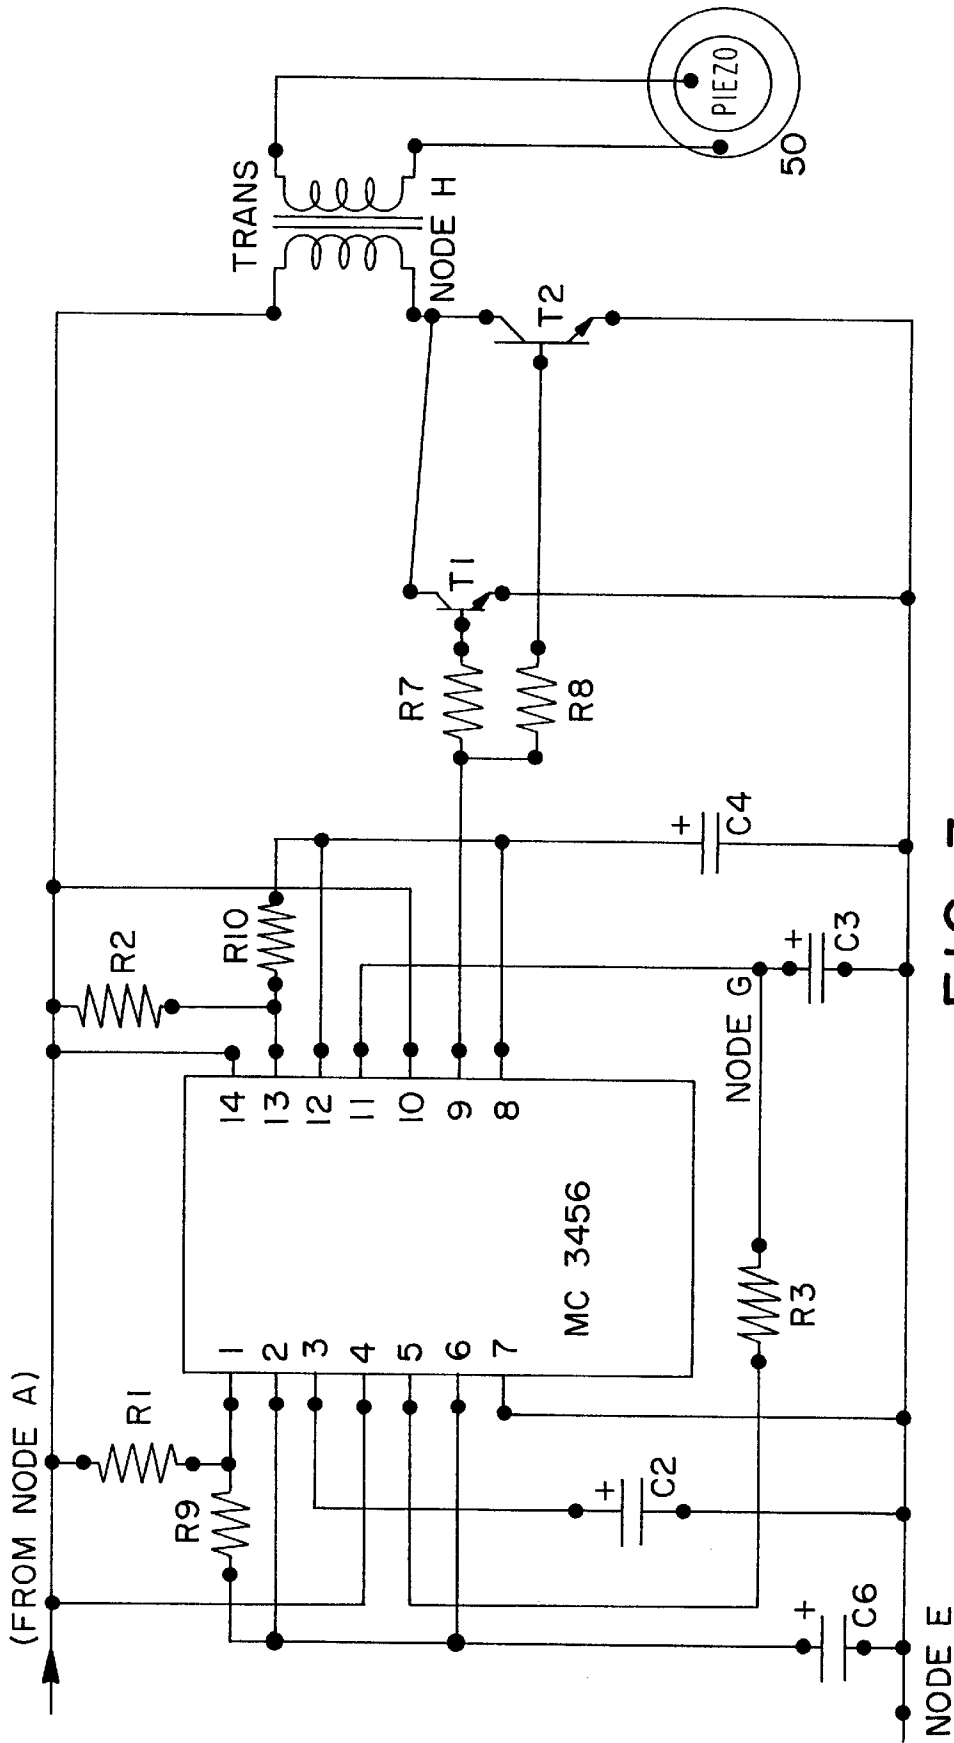 (FROM NODE A)
R1
R9
R2
R10
TRANS
NODE H
PIEZO
50
1
2
3
4
5
6
7
14
13
12
11
10
9
8
MC 3456
R7
R8
T1
T2
C2
C6
R3
NODE G
C3
C4
NODE E